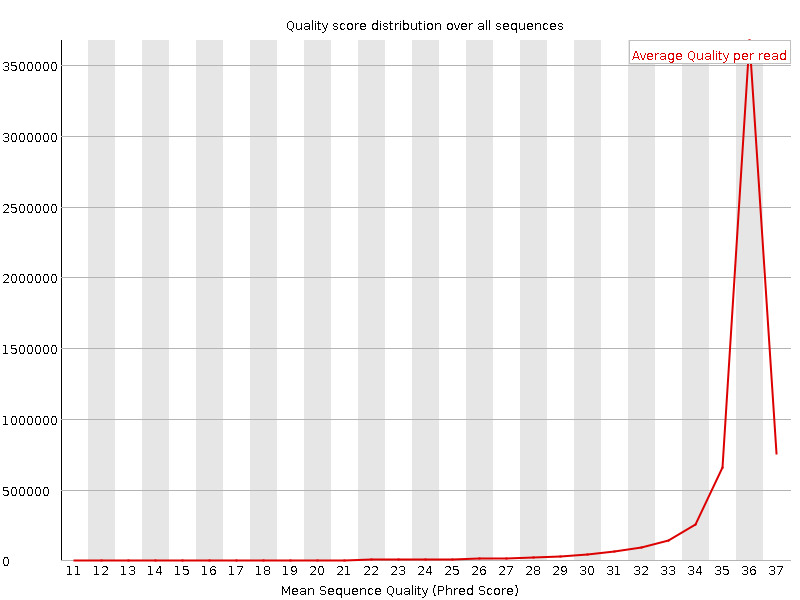 Quality score distribution over all sequences
Average Quality per read
3500000
3000000
2500000
2000000
1500000
1000000
500000
0
11 12 13 14 15 16 17 18 19 20 21 22 23 24 25 26 27 28 29 30 31 32 33 34 35 36 37
Mean Sequence Quality (Phred Score)